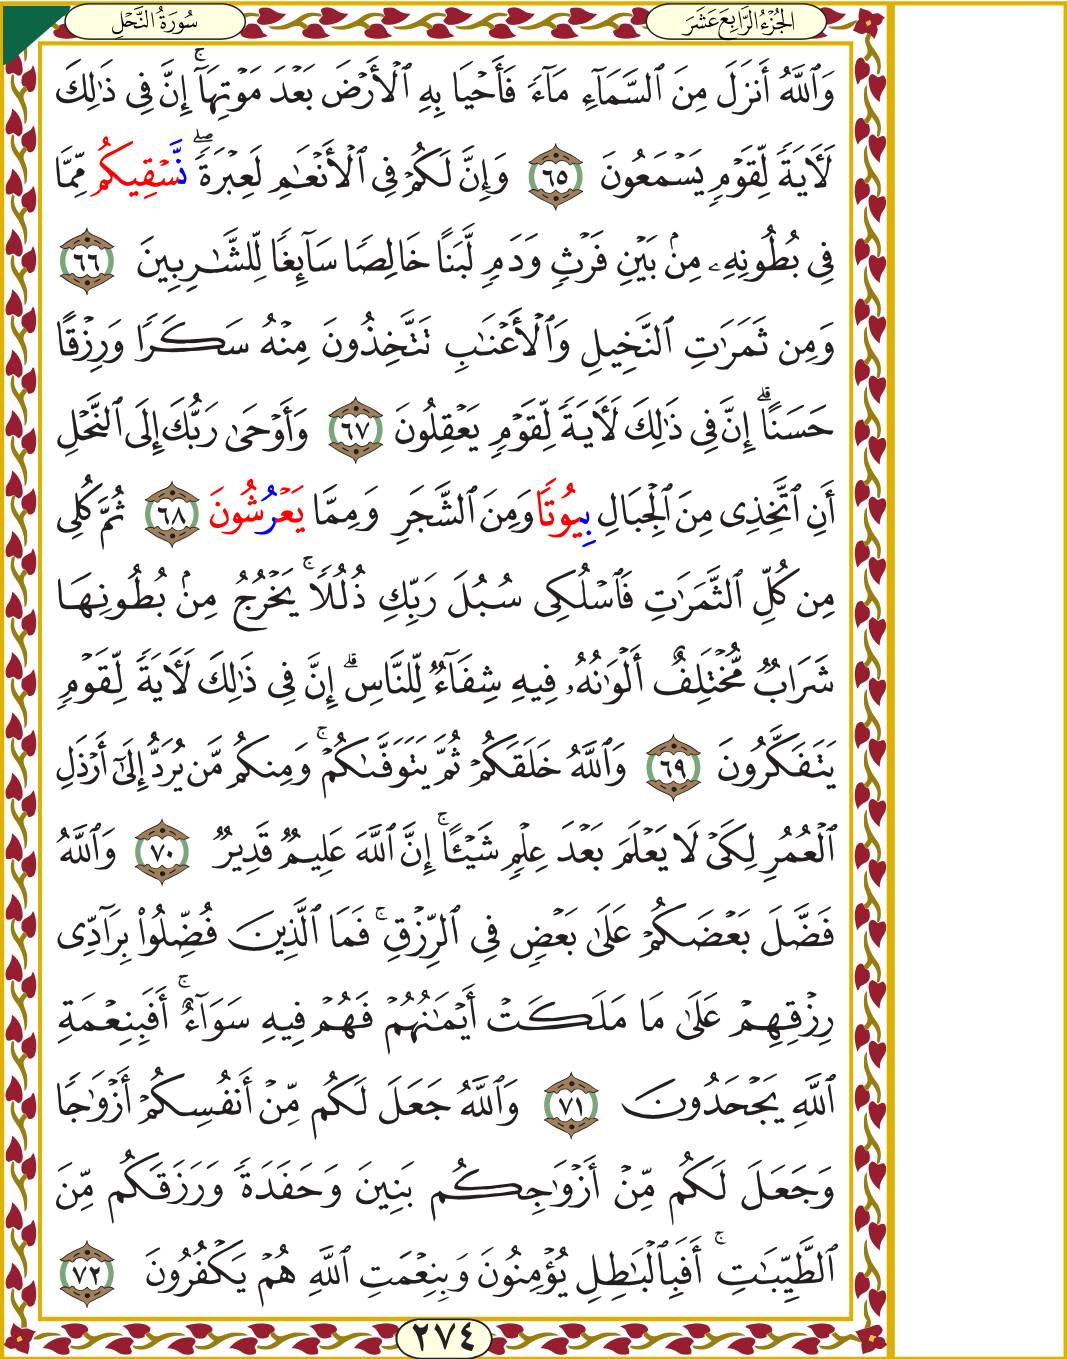 سُورَةُ النَّحْلِ
الجُزْءُ الرَّابِعَ عَشَرَ
وَٱللَّهُ أَنزَلَ مِنَ ٱلسَّمَآءِ مَآءٗ فَأَحۡيَا بِهِ ٱلۡأَرۡضَ بَعۡدَ مَوۡتِهَآۚ إِنَّ فِي ذَٰلِكَ
لَأٓيَةٗ لِّقَوۡمٖ يَسۡمَعُونَ ٦٥ وَإِنَّ لَكُمۡ فِي ٱلۡأَنۡعَٰمِ لَعِبۡرَةٗۖ نَّسۡقِيكُم مِّمَّا
فِي بُطُونِهِۦ مِنۢ بَيۡنِ فَرۡثٖ وَدَمٖ لَّبَنًا خَالِصٗا سَآئِغٗا لِّلشَّٰرِبِينَ ٦٦
وَمِن ثَمَرَٰتِ ٱلنَّخِيلِ وَٱلۡأَعۡنَٰبِ تَتَّخِذُونَ مِنۡهُ سَكَرٗا وَرِزۡقًا
حَسَنًاۚ إِنَّ فِي ذَٰلِكَ لَأٓيَةٗ لِّقَوۡمٖ يَعۡقِلُونَ ٦٧ وَأَوۡحَىٰ رَبُّكَ إِلَى ٱلنَّحۡلِ
أَنِ ٱتَّخِذِي مِنَ ٱلۡجِبَالِ بِيُوتٗا وَمِنَ ٱلشَّجَرِ وَمِمَّا يَعۡرُشُونَ ٦٨ ثُمَّ كُلِي
مِن كُلِّ ٱلثَّمَرَٰتِ فَٱسۡلُكِي سُبُلَ رَبِّكِ ذُلُلٗاۚ يَخۡرُجُ مِنۢ بُطُونِهَا
شَرَابٞ مُّخۡتَلِفٌ أَلۡوَٰنُهُۥ فِيهِ شِفَآءٞ لِّلنَّاسِۚ إِنَّ فِي ذَٰلِكَ لَأٓيَةٗ لِّقَوۡمٖ
يَتَفَكَّرُونَ ٦٩ وَٱللَّهُ خَلَقَكُمۡ ثُمَّ يَتَوَفَّىٰكُمۡۚ وَمِنكُم مَّن يُرَدُّ إِلَىٰٓ أَرۡذَلِ
ٱلۡعُمُرِ لِكَيۡ لَا يَعۡلَمَ بَعۡدَ عِلۡمٖ شَيۡـًٔاۚ إِنَّ ٱللَّهَ عَلِيمٞ قَدِيرٞ ٧٠ وَٱللَّهُ
فَضَّلَ بَعۡضَكُمۡ عَلَىٰ بَعۡضٖ فِي ٱلرِّزۡقِۚ فَمَا ٱلَّذِينَ فُضِّلُواْ بِرَآدِّي
رِزۡقِهِمۡ عَلَىٰ مَا مَلَكَتۡ أَيۡمَٰنُهُمۡ فَهُمۡ فِيهِ سَوَآءٌۚ أَفَبِنِعۡمَةِ
ٱللَّهِ يَجۡحَدُونَ ٧١ وَٱللَّهُ جَعَلَ لَكُم مِّنۡ أَنفُسِكُمۡ أَزۡوَٰجٗا
وَجَعَلَ لَكُم مِّنۡ أَزۡوَٰجِكُم بَنِينَ وَحَفَدَةٗ وَرَزَقَكُم مِّنَ
ٱلطَّيِّبَٰتِۚ أَفَبِٱلۡبَٰطِلِ يُؤۡمِنُونَ وَبِنِعۡمَتِ ٱللَّهِ هُمۡ يَكۡفُرُونَ ٧٢
٢٧٤